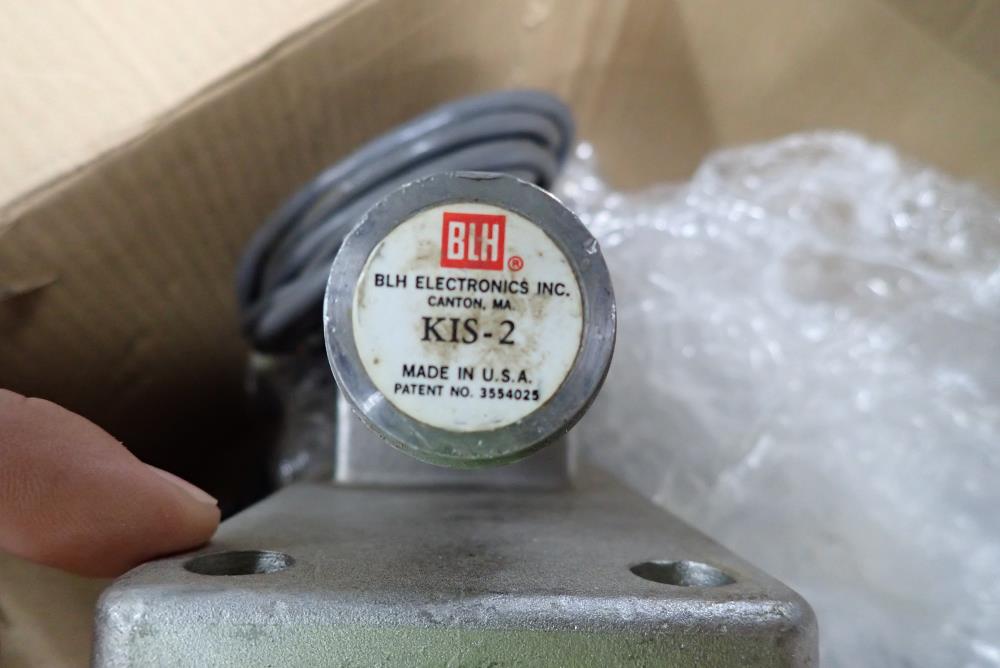 BLH ®
BLH ELECTRONICS INC.
CANTON, MA.
KIS-2
MADE IN U.S.A.
PATENT NO. 3554025